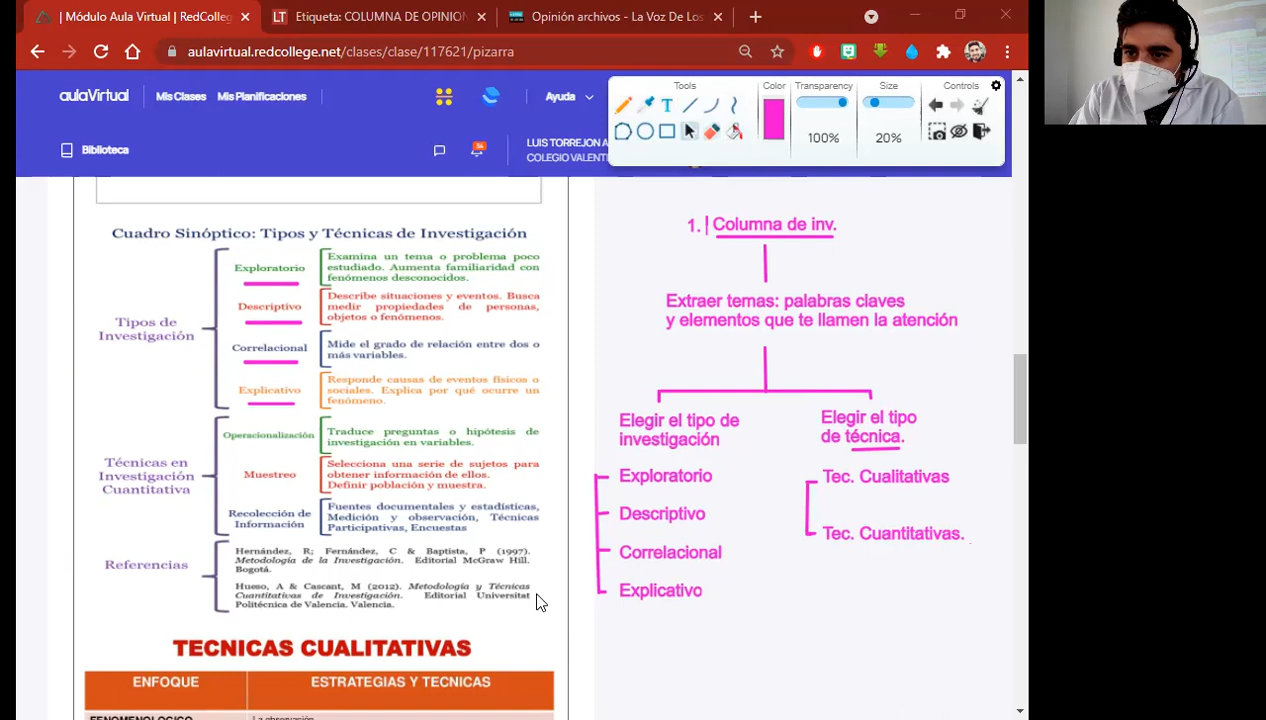 | Módulo Aula Virtual | RedColleg
Etiqueta: COLUMNA DE OPINION
Opinión archivos - La Voz De Los
aulavirtual.redcollege.net/clases/clase/117621/pizarra
aulaVirtual
Mis Clases
Mis Planificaciones
Ayuda
Biblioteca
LUIS TORREJON A
COLEGIO VALENTI
Tools
Color
Transparency
Size
Controls
100%
20%
Cuadro Sinóptico: Tipos y Técnicas de Investigación
Tipos de
Investigación
Exploratorio
Examina un tema o problema poco
estudiado. Aumenta familiaridad con
fenómenos desconocidos.
Descriptivo
Describe situaciones y eventos. Busca
medir propiedades de personas,
objetos o fenómenos.
Correlacional
Mide el grado de relación entre dos o
más variables.
Explicativo
Responde causas de eventos físicos o
sociales. Explica por qué ocurre un
fenómeno.
Técnicas en
Investigación
Cuantitativa
Operacionalización
Traduce preguntas o hipótesis de
investigación en variables.
Muestreo
Selecciona una serie de sujetos para
obtener información de ellos.
Definir población y muestra.
Recolección de
Información
Fuentes documentales y estadísticas,
Medición y observación, Técnicas
Participativas, Encuestas
Referencias
Hernández, R; Fernández, C & Baptista, P (1997).
Metodología de la Investigación. Editorial McGraw Hill.
Bogotá.
Hueso, A & Cascant, M (2012). Metodología y Técnicas
Cuantitativas de Investigación. Editorial Universitat
Politécnica de Valencia. Valencia.
TECNICAS CUALITATIVAS
ENFOQUE
ESTRATEGIAS Y TECNICAS
FENOMENOLOGICO
La observación
1. Columna de inv.
Extraer temas: palabras claves
y elementos que te llamen la atención
Elegir el tipo de
investigación
Exploratorio
Descriptivo
Correlacional
Explicativo
Elegir el tipo
de técnica.
Tec. Cualitativas
Tec. Cuantitativas.